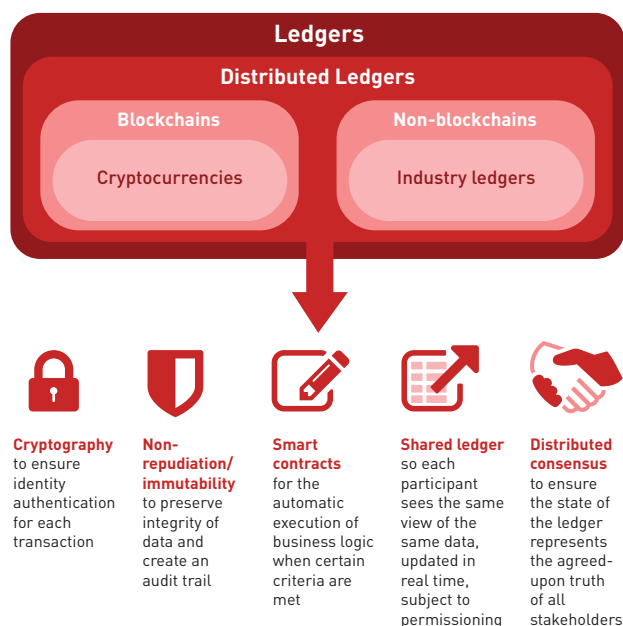 Ledgers
Distributed Ledgers
Blockchains
Non-blockchains
Cryptocurrencies
Industry ledgers
Cryptography
to ensure
identity
authentication
for each
transaction
Non-
repudiation/
immutability
to preserve
integrity of
data and
create an
audit trail
Smart
contracts
for the
automatic
execution of
business logic
when certain
criteria are
met
Shared ledger
so each
participant
sees the same
view of the
same data,
updated in
real time,
subject to
permissioning
Distributed
consensus
to ensure
the state of
the ledger
represents
the agreed-
upon truth
of all
stakeholders